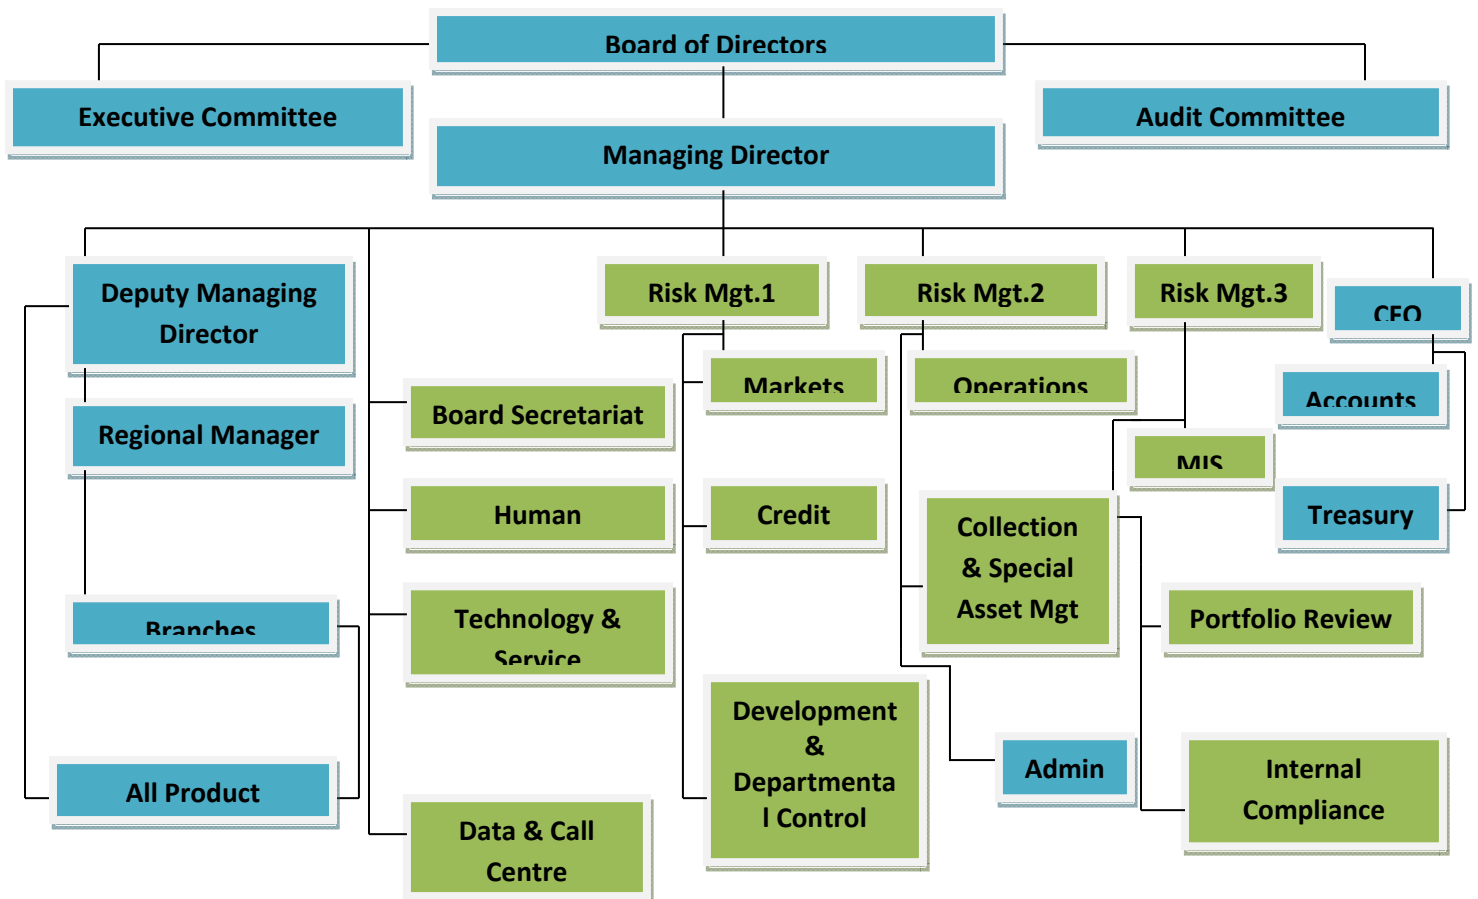 Board of Directors
Executive Committee
Audit Committee
Managing Director
Deputy Managing
Director
Risk Mgt.1
Risk Mgt.2
Risk Mgt.3
CFO
Markets
Operations
Accounts
Board Secretariat
Regional Manager
MIS
Human
Credit
Collection
& Special
Asset Mgt
Treasury
Branches
Technology &
Service
Portfolio Review
Development
&
Departmenta
l Control
Admin
Internal
Compliance
All Product
Data & Call
Centre